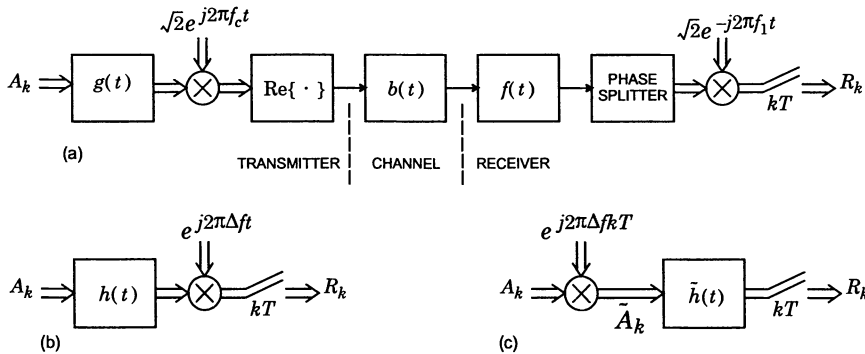 √2e^{j2πf_c t}
√2e^{-j2πf_1 t}
A_k g(t) Re{ · } b(t) f(t) PHASE SPLITTER kT R_k
(a)
TRANSMITTER CHANNEL RECEIVER
e^{j2πΔft}
A_k h(t) kT R_k
(b)
e^{j2πΔfkT}
A_k Ã_k h̃(t) kT R_k
(c)